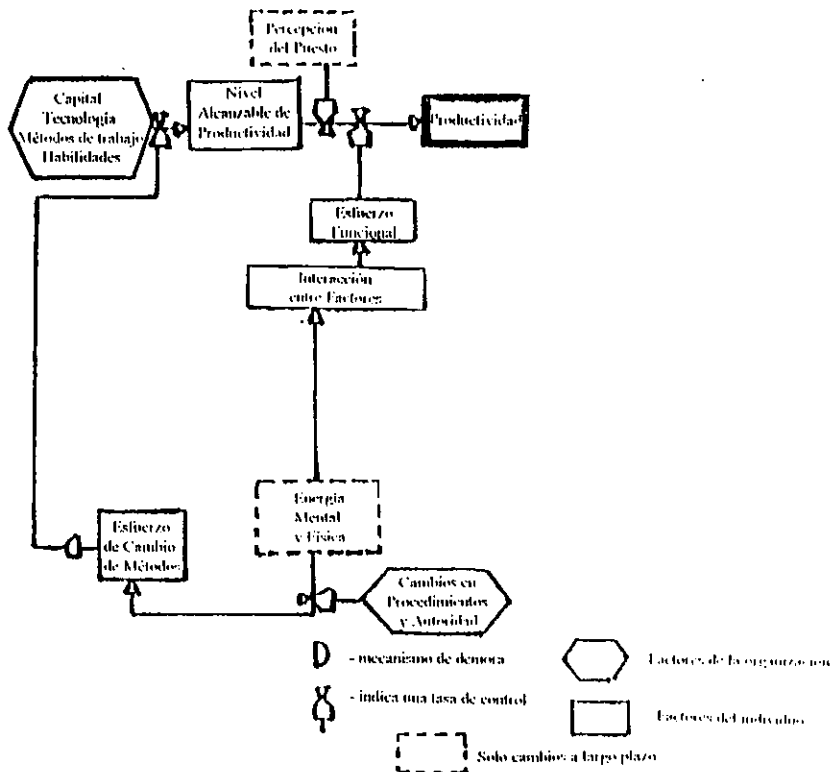 Percepcion
del Puesto
Capital
Tecnología
Métodos de trabajo
Habilidades
Nivel
Alcanzable de
Productividad
Productividad
Esfuerzo
Funcional
Interacción
entre Factores
Energía
Mental
y Física
Esfuerzo
de Cambio
de Métodos
Cambios en
Procedimientos
y Autoridad
- mecanismo de demora
Factores de la organización
- indica una tasa de control
Factores del individuo
Solo cambios a largo plazo